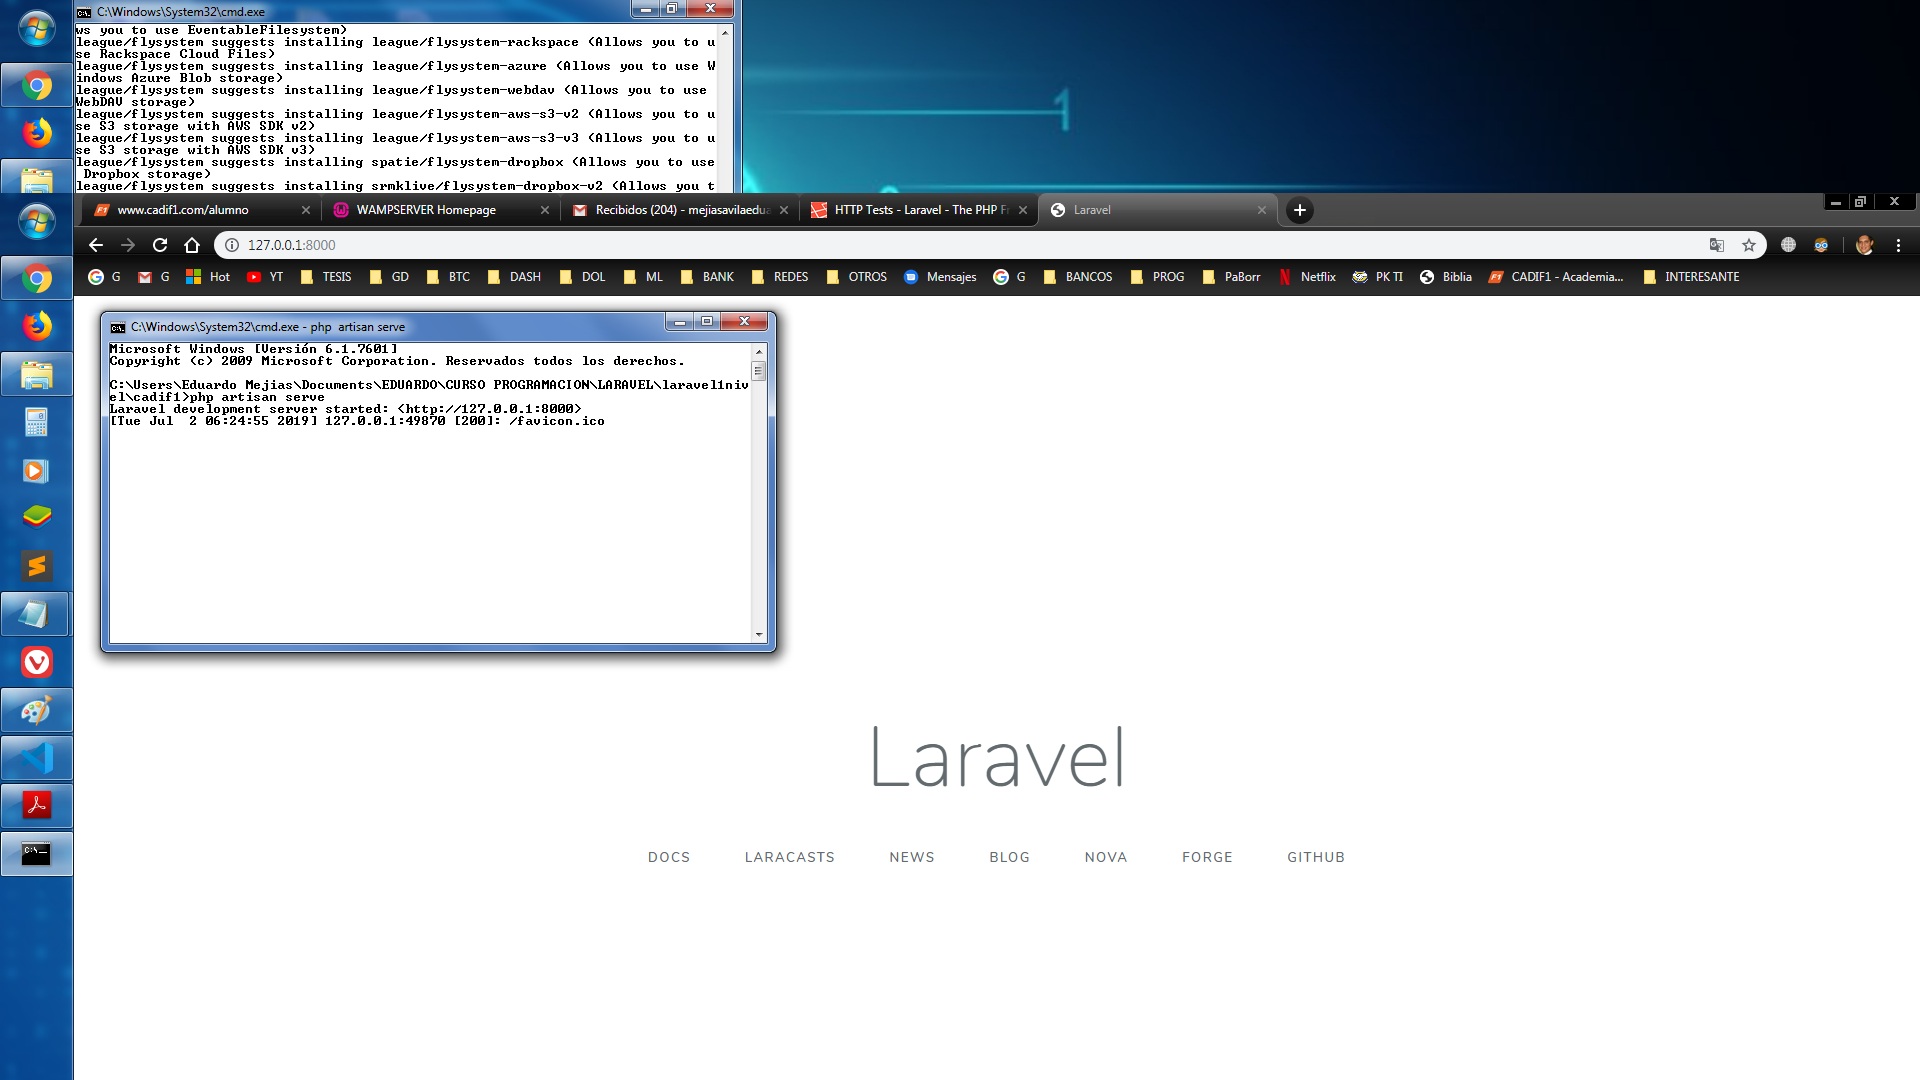 C:\Windows\System32\cmd.exe
ws you to use EventableFilesystem)
league/flysystem suggests installing league/flysystem-rackspace (Allows you to u
se Rackspace Cloud Files)
league/flysystem suggests installing league/flysystem-azure (Allows you to use W
indows Azure Blob storage)
league/flysystem suggests installing league/flysystem-webdav (Allows you to use
WebDAV storage)
league/flysystem suggests installing league/flysystem-aws-s3-v2 (Allows you to u
se S3 storage with AWS SDK v2)
league/flysystem suggests installing league/flysystem-aws-s3-v3 (Allows you to u
se S3 storage with AWS SDK v3)
league/flysystem suggests installing spatie/flysystem-dropbox (Allows you to use
Dropbox storage)
league/flysystem suggests installing srmklive/flysystem-dropbox-v2 (Allows you t
1
www.cadif1.com/alumno WAMPSERVER Homepage Recibidos (204) - mejiasavilaedua HTTP Tests - Laravel - The PHP Fr Laravel
127.0.0.1:8000
G G Hot YT TESIS GD BTC DASH DOL ML BANK REDES OTROS Mensajes G BANCOS PROG PaBorr Netflix PK TI Biblia CADIF1 - Academia... INTERESANTE
C:\Windows\System32\cmd.exe - php artisan serve
Microsoft Windows [Versión 6.1.7601]
Copyright (c) 2009 Microsoft Corporation. Reservados todos los derechos.
C:\Users\Eduardo Mejias\Documents\EDUARDO\CURSO PROGRAMACION\LARAVEL\laravel1niv
el\cadif1>php artisan serve
Laravel development server started: <http://127.0.0.1:8000>
[Tue Jul  2 06:24:55 2019] 127.0.0.1:49870 [200]: /favicon.ico
Laravel
DOCS LARACASTS NEWS BLOG NOVA FORGE GITHUB